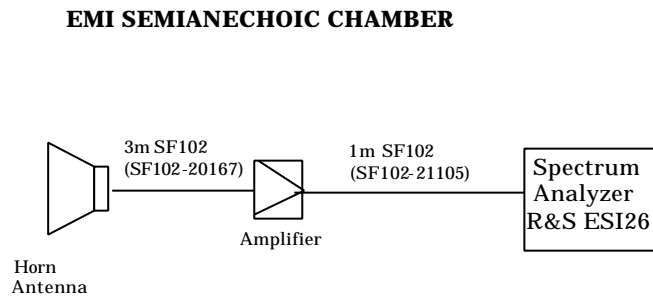 EMI SEMIANECHOIC CHAMBER
3m SF102
(SF102-20167)
1m SF102
(SF102-21105)
Spectrum
Analyzer
R&S ESI26
Amplifier
Horn
Antenna